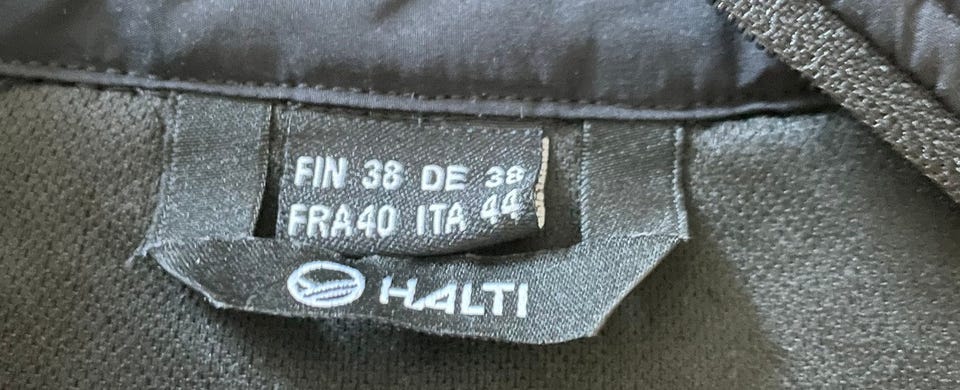 FIN 38 DE 38
FRA40 ITA 44
HALTI